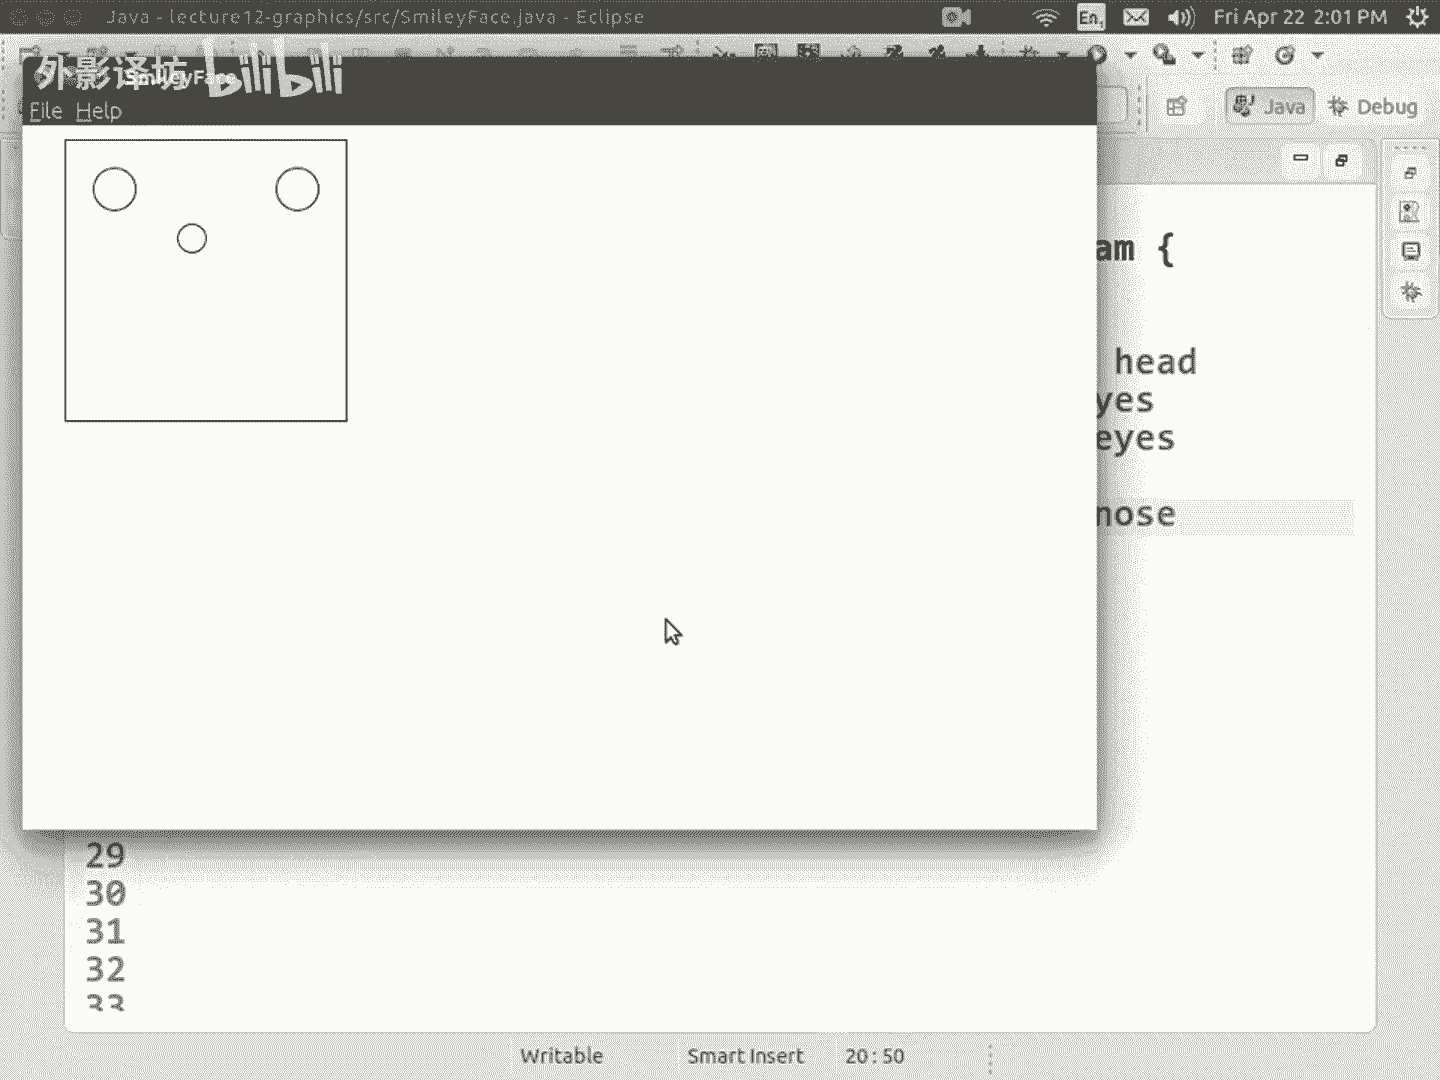 Java - lecture12-graphics/src/SmileyFace.java - Eclipse
En
Fri Apr 22 2:01 PM
外影译坊 bilibili
SmileyFace
File Help
Java
Debug
am {
head
yes
eyes
nose
29
30
31
32
33
Writable
Smart Insert
20 : 50